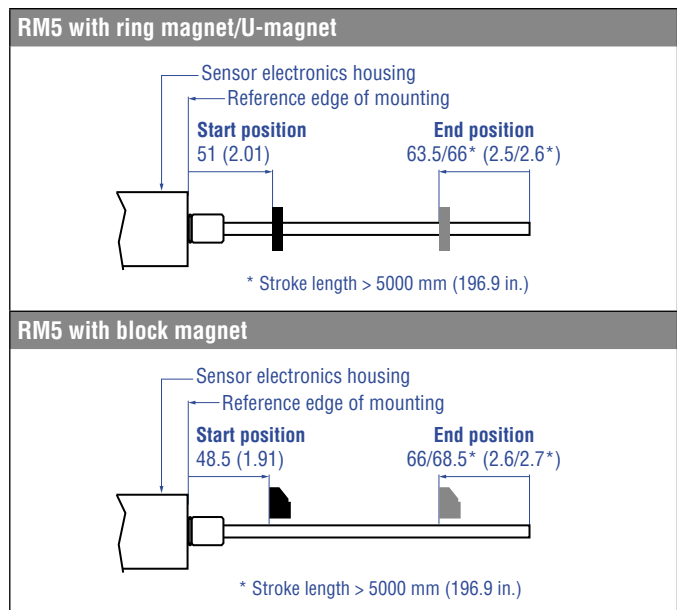 RM5 with ring magnet/U-magnet
Sensor electronics housing
Reference edge of mounting
Start position End position
51 (2.01) 63.5/66* (2.5/2.6*)
* Stroke length > 5000 mm (196.9 in.)
RM5 with block magnet
Sensor electronics housing
Reference edge of mounting
Start position End position
48.5 (1.91) 66/68.5* (2.6/2.7*)
* Stroke length > 5000 mm (196.9 in.)